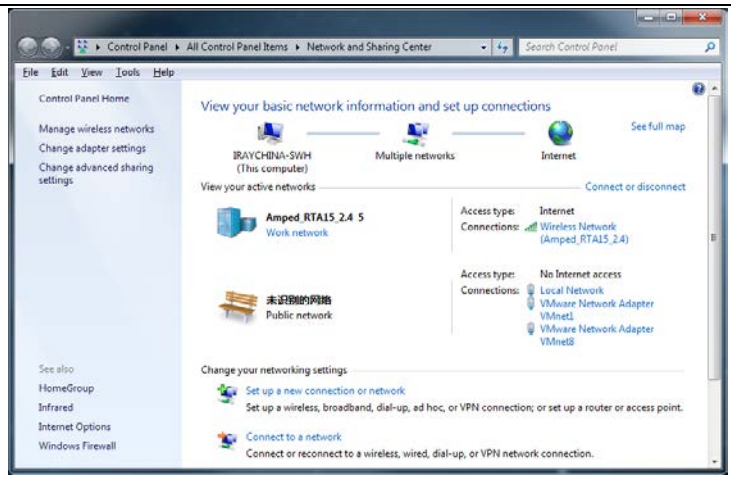 Control Panel ▸ All Control Panel Items ▸ Network and Sharing Center
Search Control Panel
File Edit View Tools Help
Control Panel Home
Manage wireless networks
Change adapter settings
Change advanced sharing
settings
See also
HomeGroup
Infrared
Internet Options
Windows Firewall
View your basic network information and set up connections
See full map
IRAYCHINA-SWH
(This computer)
Multiple networks
Internet
View your active networks
Connect or disconnect
Amped_RTA15_2.4 5
Work network
Access type: Internet
Connections: Wireless Network
(Amped_RTA15_2.4)
未识别的网络
Public network
Access type: No Internet access
Connections: Local Network
VMware Network Adapter
VMnet1
VMware Network Adapter
VMnet8
Change your networking settings
Set up a new connection or network
Set up a wireless, broadband, dial-up, ad hoc, or VPN connection; or set up a router or access point.
Connect to a network
Connect or reconnect to a wireless, wired, dial-up, or VPN network connection.